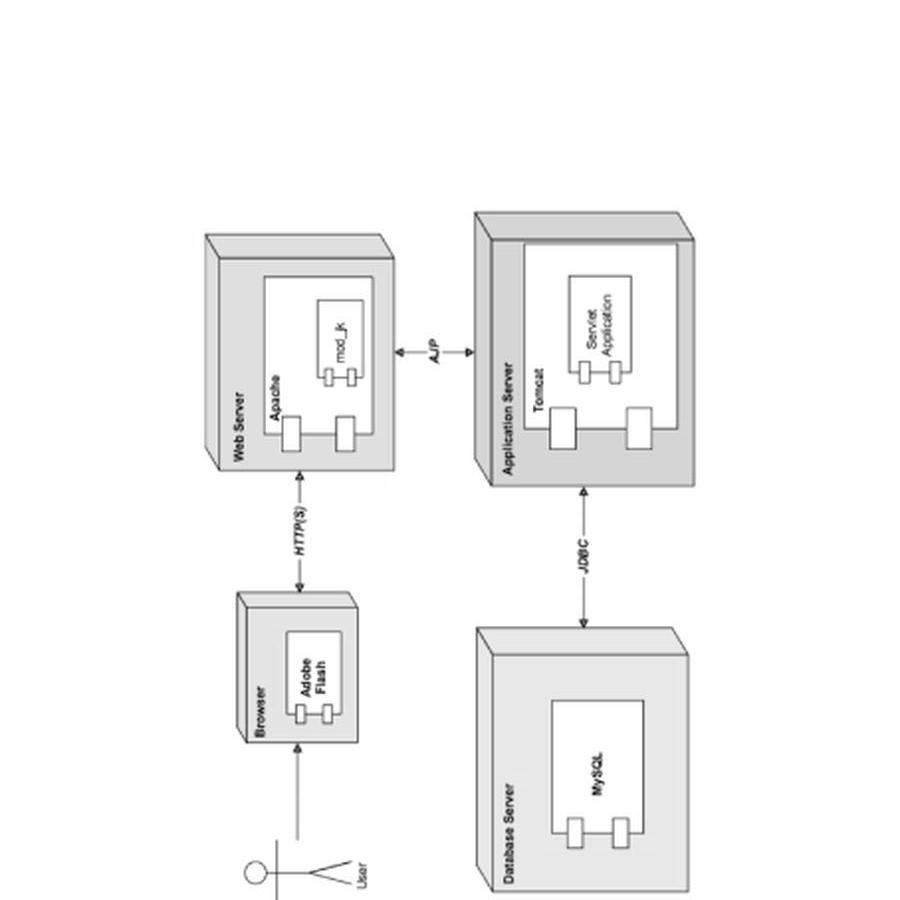 User
Browser
Adobe
Flash
HTTP(S)
Web Server
Apache
mod_jk
AJP
Application Server
Tomcat
Servlet
Application
JDBC
Database Server
MySQL